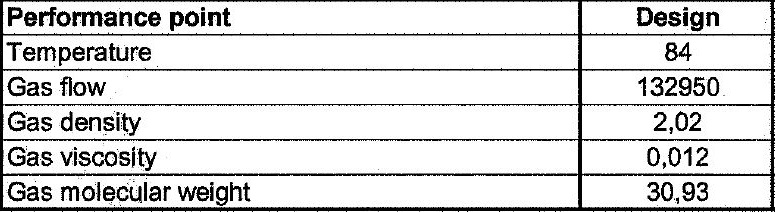 Performance point Design
Temperature 84
Gas flow 132950
Gas density 2,02
Gas viscosity 0,012
Gas molecular weight 30,93